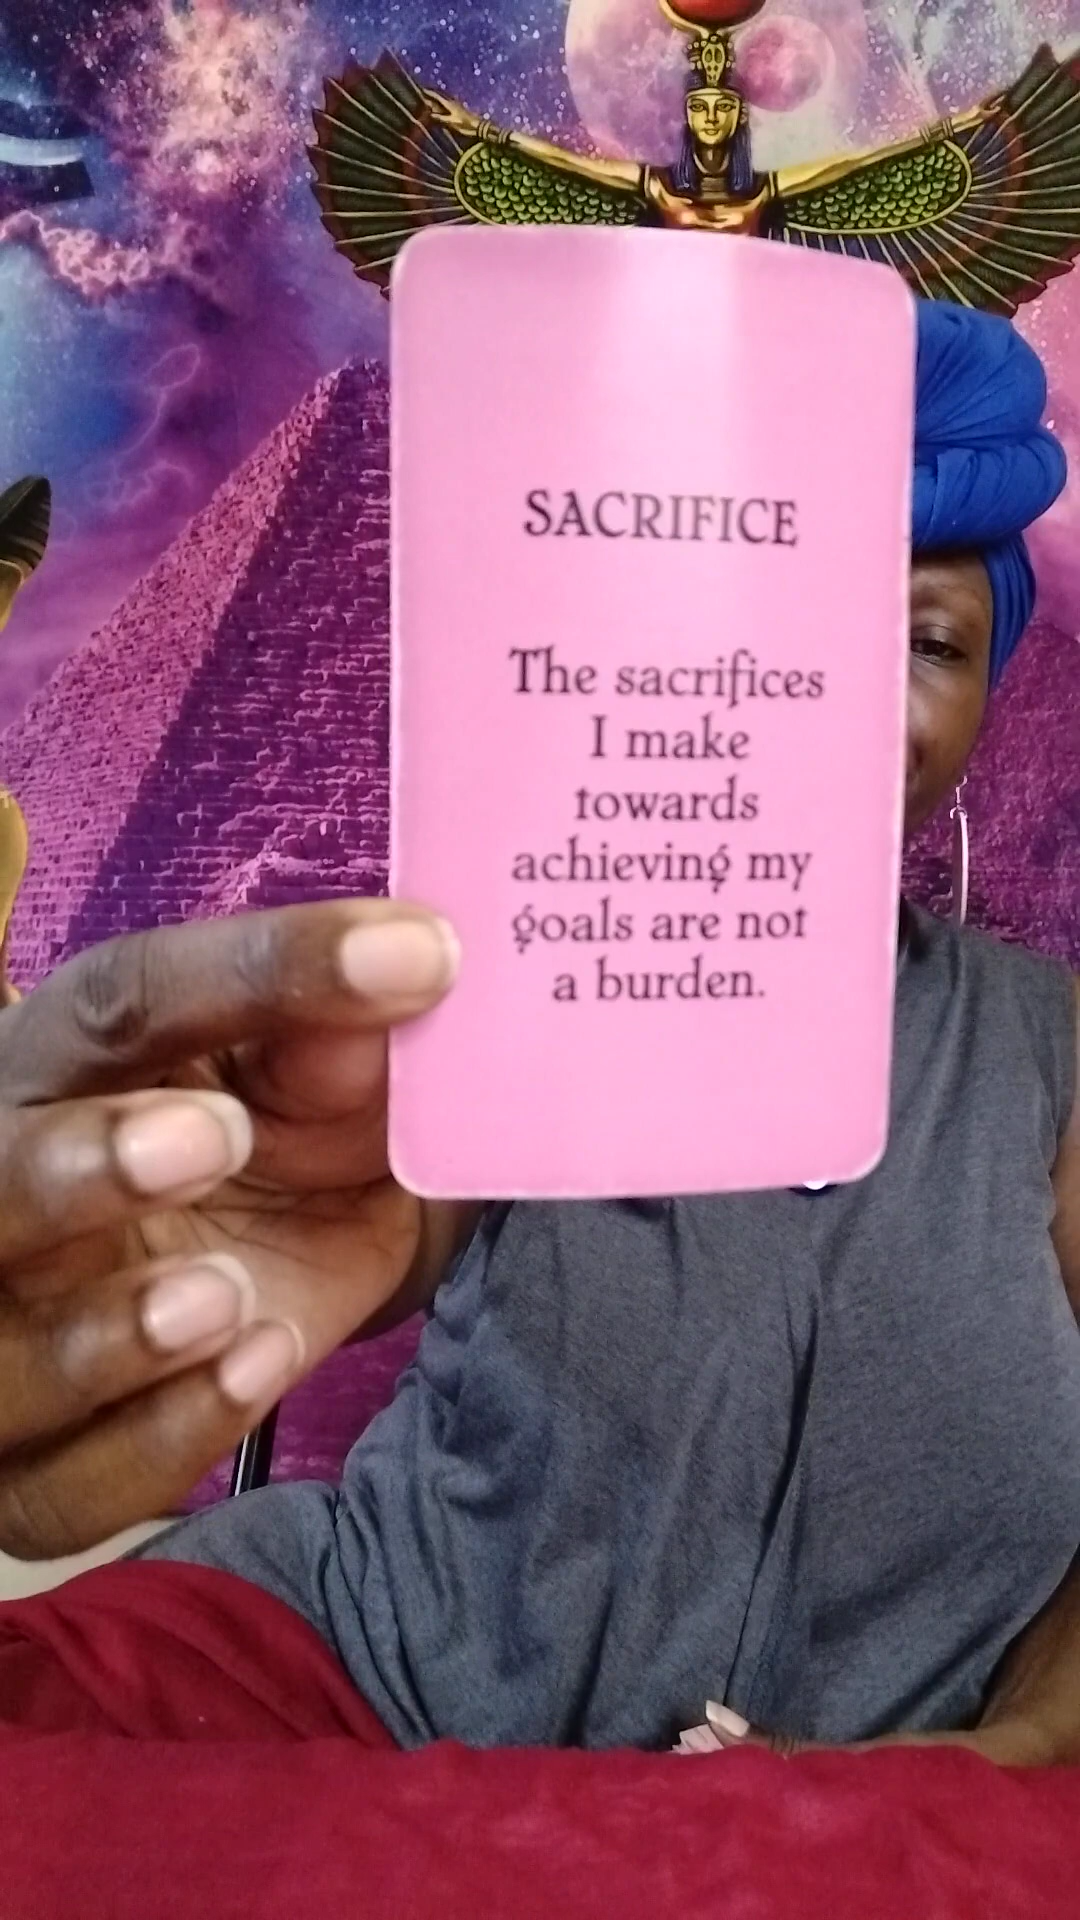 SACRIFICE
The sacrifices
I make
towards
achieving my
goals are not
a burden.